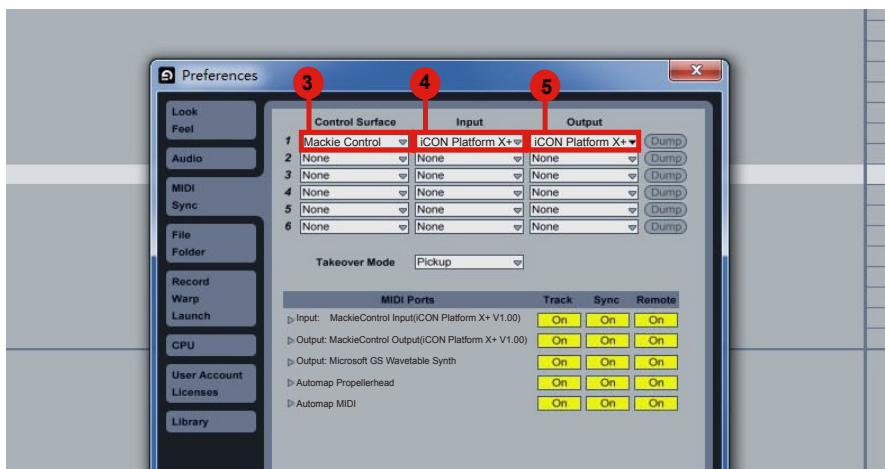 Preferences
3 4 5
Look
Feel
Audio
MIDI
Sync
File
Folder
Record
Warp
Launch
CPU
User Account
Licenses
Library
Control Surface Input Output
1 Mackie Control iCON Platform X+ iCON Platform X+ Dump
2 None None None Dump
3 None None None Dump
4 None None None Dump
5 None None None Dump
6 None None None Dump
Takeover Mode Pickup
MIDI Ports Track Sync Remote
Input: MackieControl Input(iCON Platform X+ V1.00) On On On
Output: MackieControl Output(iCON Platform X+ V1.00) On On On
Output: Microsoft GS Wavetable Synth On On On
Automap Propellerhead On On On
Automap MIDI On On On